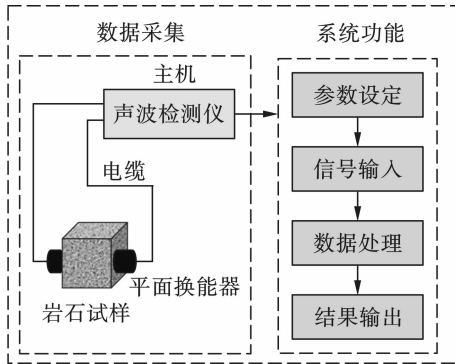 数据采集
系统功能
主机
声波检测仪
电缆
平面换能器
岩石试样
参数设定
信号输入
数据处理
结果输出